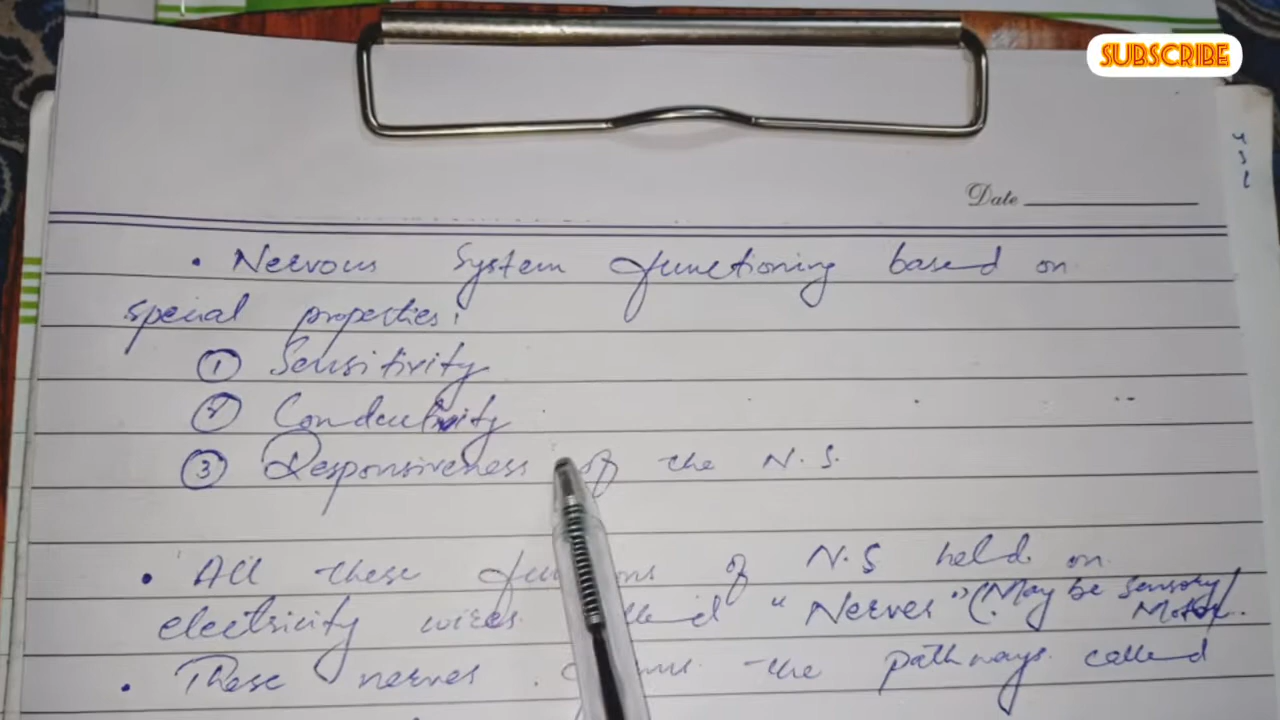 SUBSCRIBE
Date
• Nervous System functioning based on
special properties:
① Sensitivity
② Conductivity
③ Responsiveness of the N.S.
• All these of N.S held on
electricity wires "Nerves" (May be Sensory/
Motor.
• These nerves the pathways called